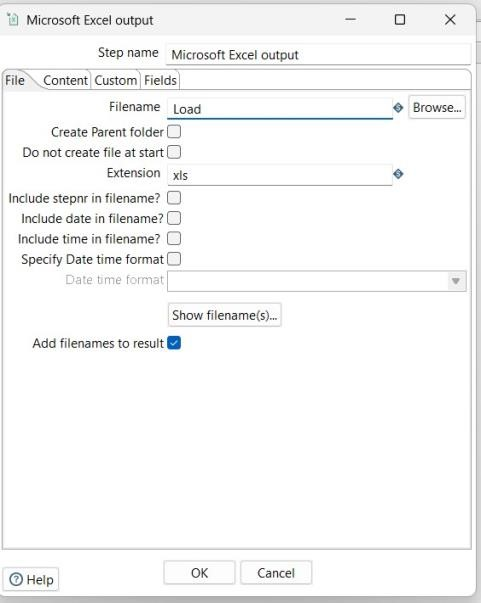 Microsoft Excel output
Step name Microsoft Excel output
File Content Custom Fields
Filename Load Browse...
Create Parent folder
Do not create file at start
Extension xls
Include stepnr in filename?
Include date in filename?
Include time in filename?
Specify Date time format
Date time format
Show filename(s)...
Add filenames to result
Help OK Cancel